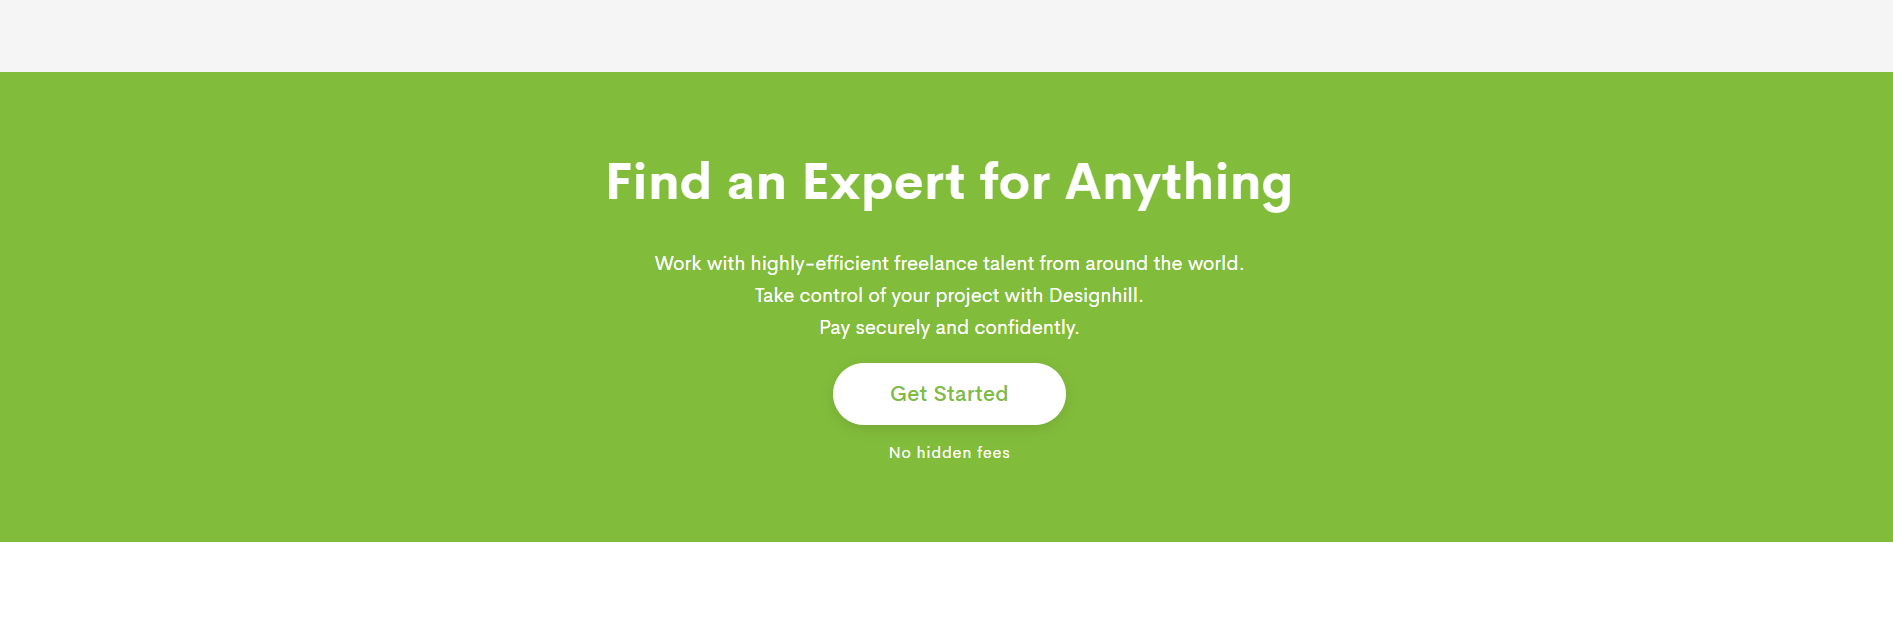 Find an Expert for Anything
Work with highly-efficient freelance talent from around the world.
Take control of your project with Designhill.
Pay securely and confidently.
Get Started
No hidden fees